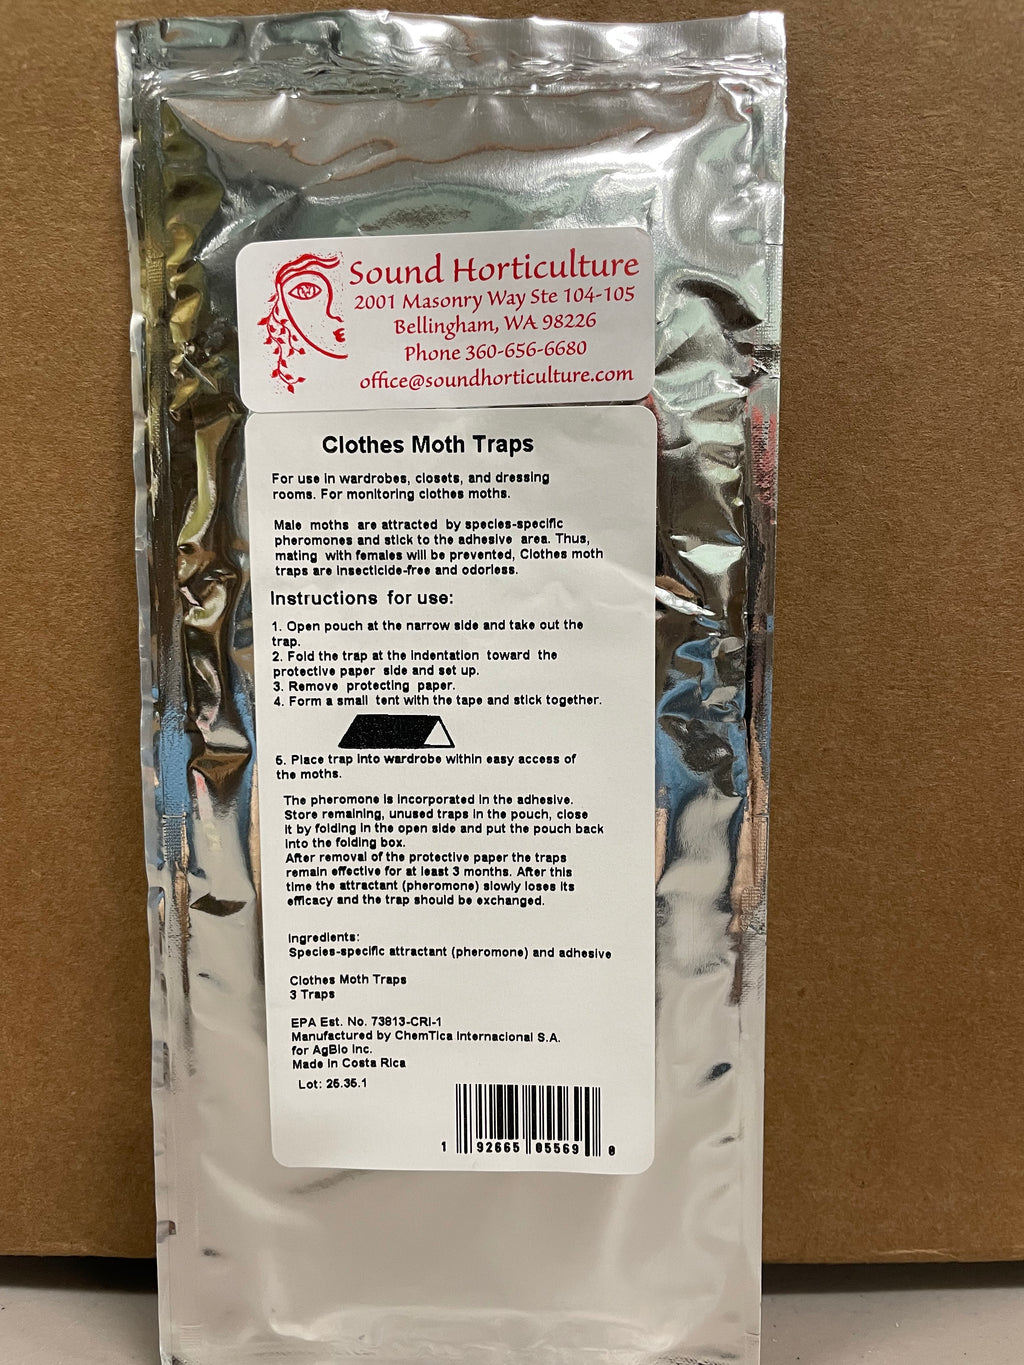 Sound Horticulture
2001 Masonry Way Ste 104-105
Bellingham, WA 98226
Phone 360-656-6680
office@soundhorticulture.com
Clothes Moth Traps
For use in wardrobes, closets, and dressing
rooms. For monitoring clothes moths.
Male moths are attracted by species-specific
pheromones and stick to the adhesive area. Thus,
mating with females will be prevented, Clothes moth
traps are insecticide-free and odorless.
Instructions for use:
1. Open pouch at the narrow side and take out the
trap.
2. Fold the trap at the indentation toward the
protective paper side and set up.
3. Remove protecting paper.
4. Form a small tent with the tape and stick together.
5. Place trap into wardrobe within easy access of
the moths.
The pheromone is incorporated in the adhesive.
Store remaining, unused traps in the pouch, close
it by folding in the open side and put the pouch back
into the folding box.
After removal of the protective paper the traps
remain effective for at least 3 months. After this
time the attractant (pheromone) slowly loses its
efficacy and the trap should be exchanged.
Ingredients:
Species-specific attractant (pheromone) and adhesive
Clothes Moth Traps
3 Traps
EPA Est. No. 73813-CRI-1
Manufactured by ChemTica Internacional S.A.
for AgBio Inc.
Made in Costa Rica
Lot: 25.35.1
1 92665 05569 0